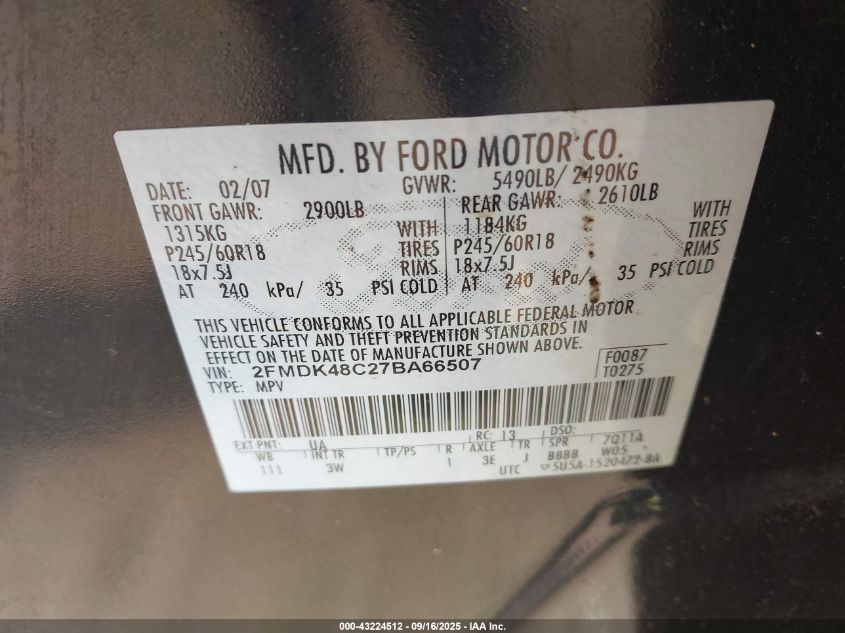 MFD. BY FORD MOTOR CO.
DATE: 02/07 GVWR: 5490LB/ 2490KG
FRONT GAWR: 2900LB REAR GAWR: 2610LB
1315KG WITH 1184KG WITH
P245/60R18 TIRES P245/60R18 TIRES
18x7.5J RIMS 18x7.5J RIMS
AT 240 kPa/ 35 PSI COLD AT 240 kPa/ 35 PSI COLD
THIS VEHICLE CONFORMS TO ALL APPLICABLE FEDERAL MOTOR
VEHICLE SAFETY AND THEFT PREVENTION STANDARDS IN
EFFECT ON THE DATE OF MANUFACTURE SHOWN ABOVE.
VIN: 2FMDK48C27BA66507 F0087
TYPE: MPV T0275
EXT PNT: UA RC: 13 DSO:
WB INT TR TP/PS R AXLE TR SPR 7Q11A
111 3W 1 3E J BBBB W05
UTC 5U5A-1520472-BA
000-43224512 - 09/16/2025 - IAA Inc.